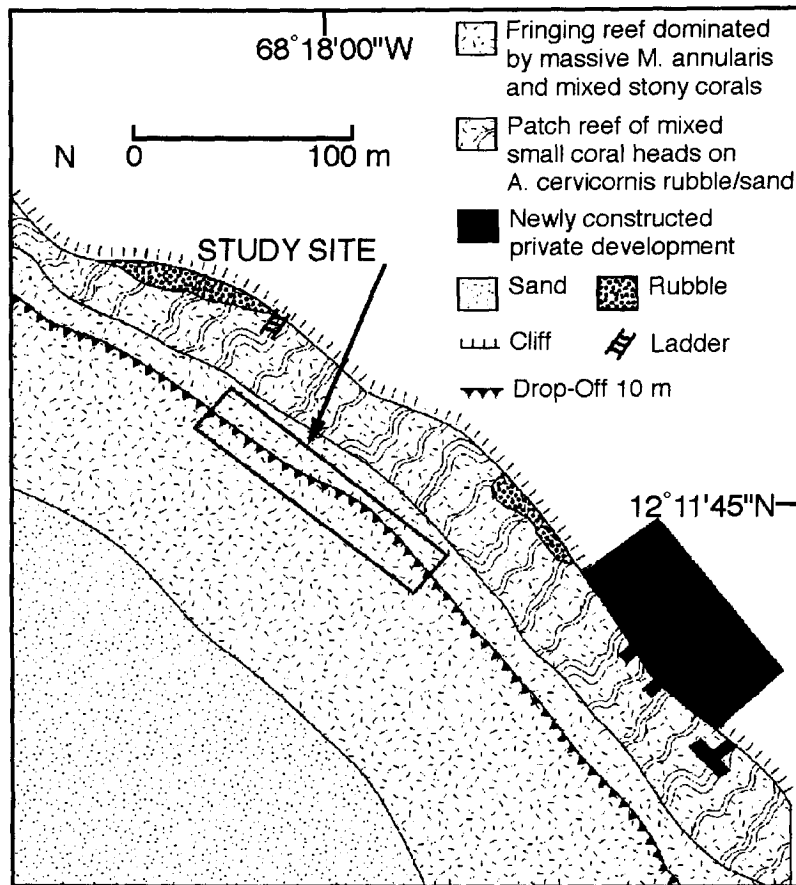 68°18'00"W
N 0 100 m
STUDY SITE
12°11'45"N
Fringing reef dominated
by massive M. annularis
and mixed stony corals
Patch reef of mixed
small coral heads on
A. cervicornis rubble/sand
Newly constructed
private development
Sand Rubble
Cliff Ladder
Drop-Off 10 m